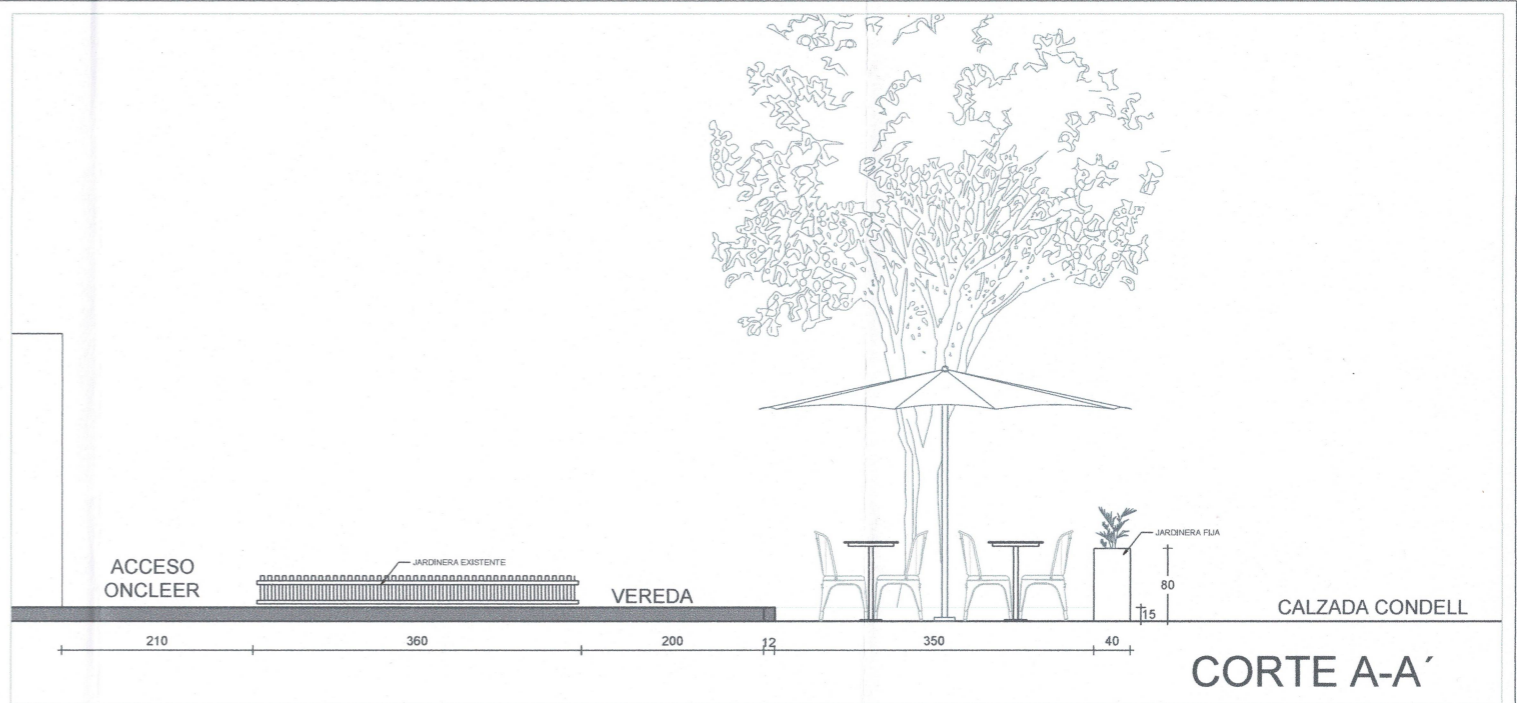 ACCESO
ONCLEER
JARDINERA EXISTENTE
VEREDA
JARDINERA FIJA
80
15
CALZADA CONDELL
210
360
200
12
350
40
CORTE A-A´